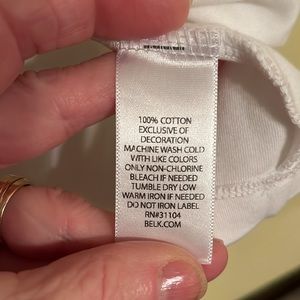 100% COTTON
EXCLUSIVE OF
DECORATION
MACHINE WASH COLD
WITH LIKE COLORS
ONLY NON-CHLORINE
BLEACH IF NEEDED
TUMBLE DRY LOW
WARM IRON IF NEEDED
DO NOT IRON LABEL
RN#31104
BELK.COM